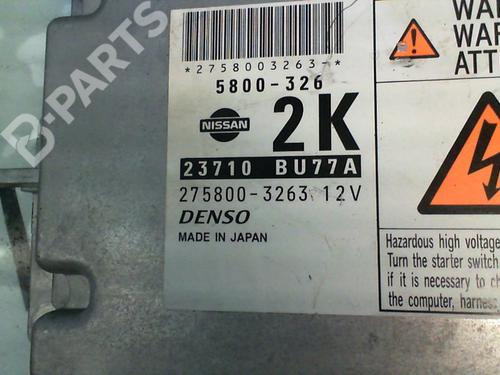 B-PARTS
*2758003263-*
5800-326
NISSAN
2K
23710 BU77A
275800-3263 12V
DENSO
MADE IN JAPAN
WA
WAR
ATT
Hazardous high voltage
Turn the starter switch
if it is necessary to
the computer, harness